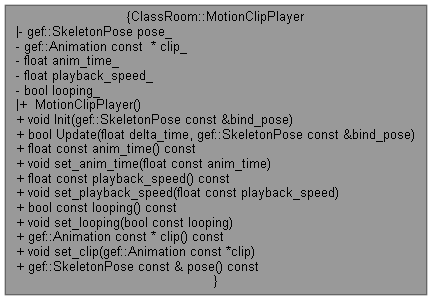 {ClassRoom::MotionClipPlayer
|- gef::SkeletonPose pose_
- gef::Animation const  * clip_
- float anim_time_
- float playback_speed_
- bool looping_
|+  MotionClipPlayer()
+ void Init(gef::SkeletonPose const &bind_pose)
+ bool Update(float delta_time, gef::SkeletonPose const &bind_pose)
+ float const anim_time() const
+ void set_anim_time(float const anim_time)
+ float const playback_speed() const
+ void set_playback_speed(float const playback_speed)
+ bool const looping() const
+ void set_looping(bool const looping)
+ gef::Animation const * clip() const
+ void set_clip(gef::Animation const *clip)
+ gef::SkeletonPose const & pose() const
}